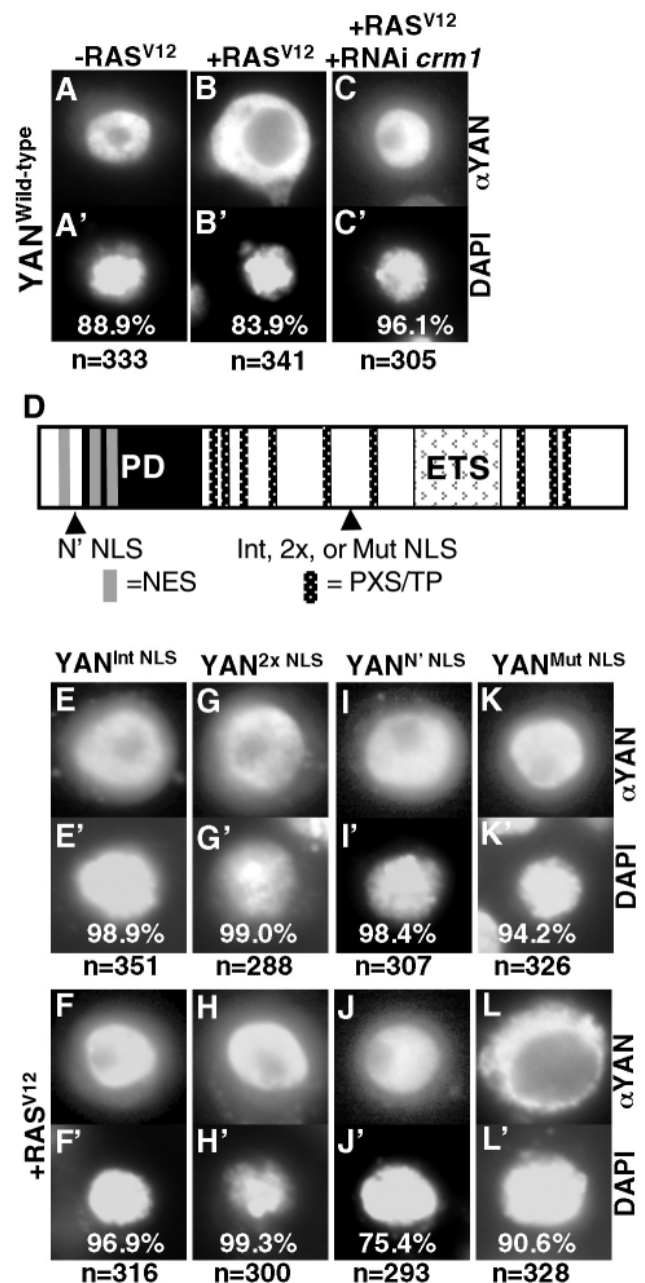 -RAS^V12 +RAS^V12 +RAS^V12 +RNAi crm1
YAN^Wild-type
A B C
αYAN
A' B' C'
DAPI
88.9% 83.9% 96.1%
n=333 n=341 n=305
D
PD ETS
N' NLS Int, 2x, or Mut NLS
=NES = PXS/TP
YAN^Int NLS YAN^2x NLS YAN^N' NLS YAN^Mut NLS
E G I K
αYAN
E' G' I' K'
DAPI
98.9% 99.0% 98.4% 94.2%
n=351 n=288 n=307 n=326
+RAS^V12
F H J L
αYAN
F' H' J' L'
DAPI
96.9% 99.3% 75.4% 90.6%
n=316 n=300 n=293 n=328